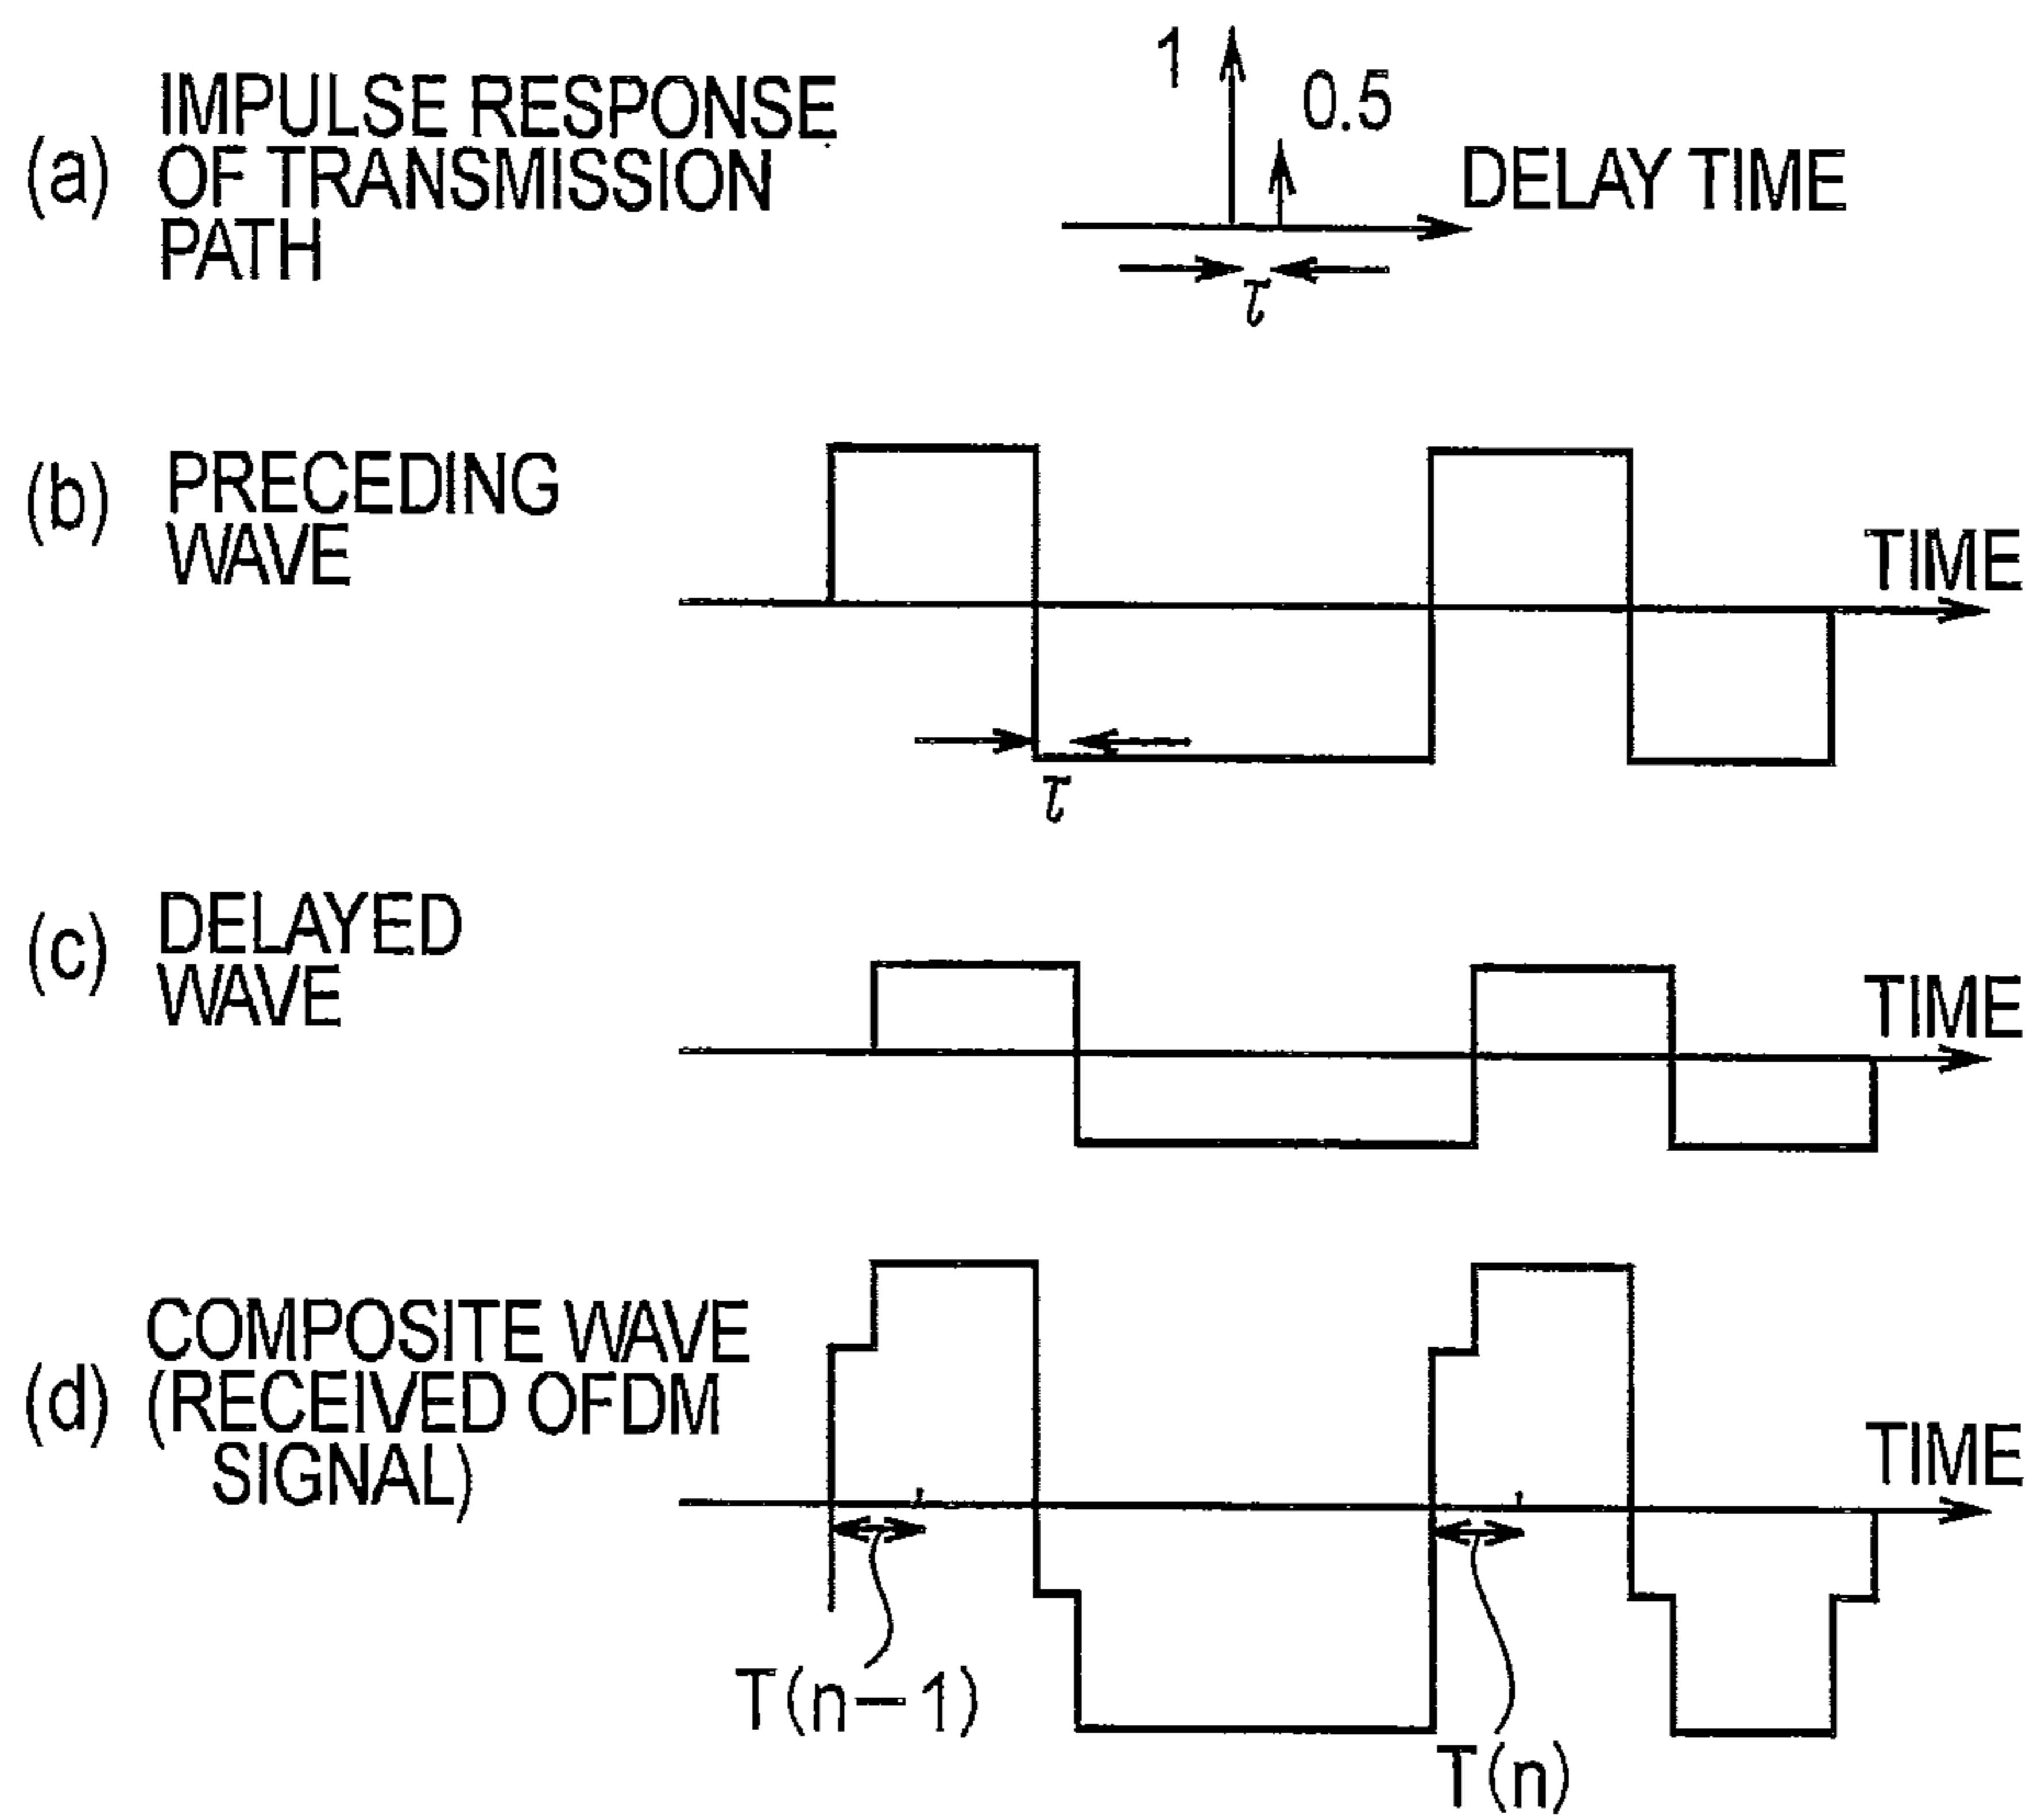 (a) IMPULSE RESPONSE
OF TRANSMISSION
PATH
1
0.5
DELAY TIME
τ
(b) PRECEDING
WAVE
TIME
τ
(c) DELAYED
WAVE
TIME
(d) COMPOSITE WAVE
(RECEIVED OFDM
SIGNAL)
TIME
T(n−1)
T(n)